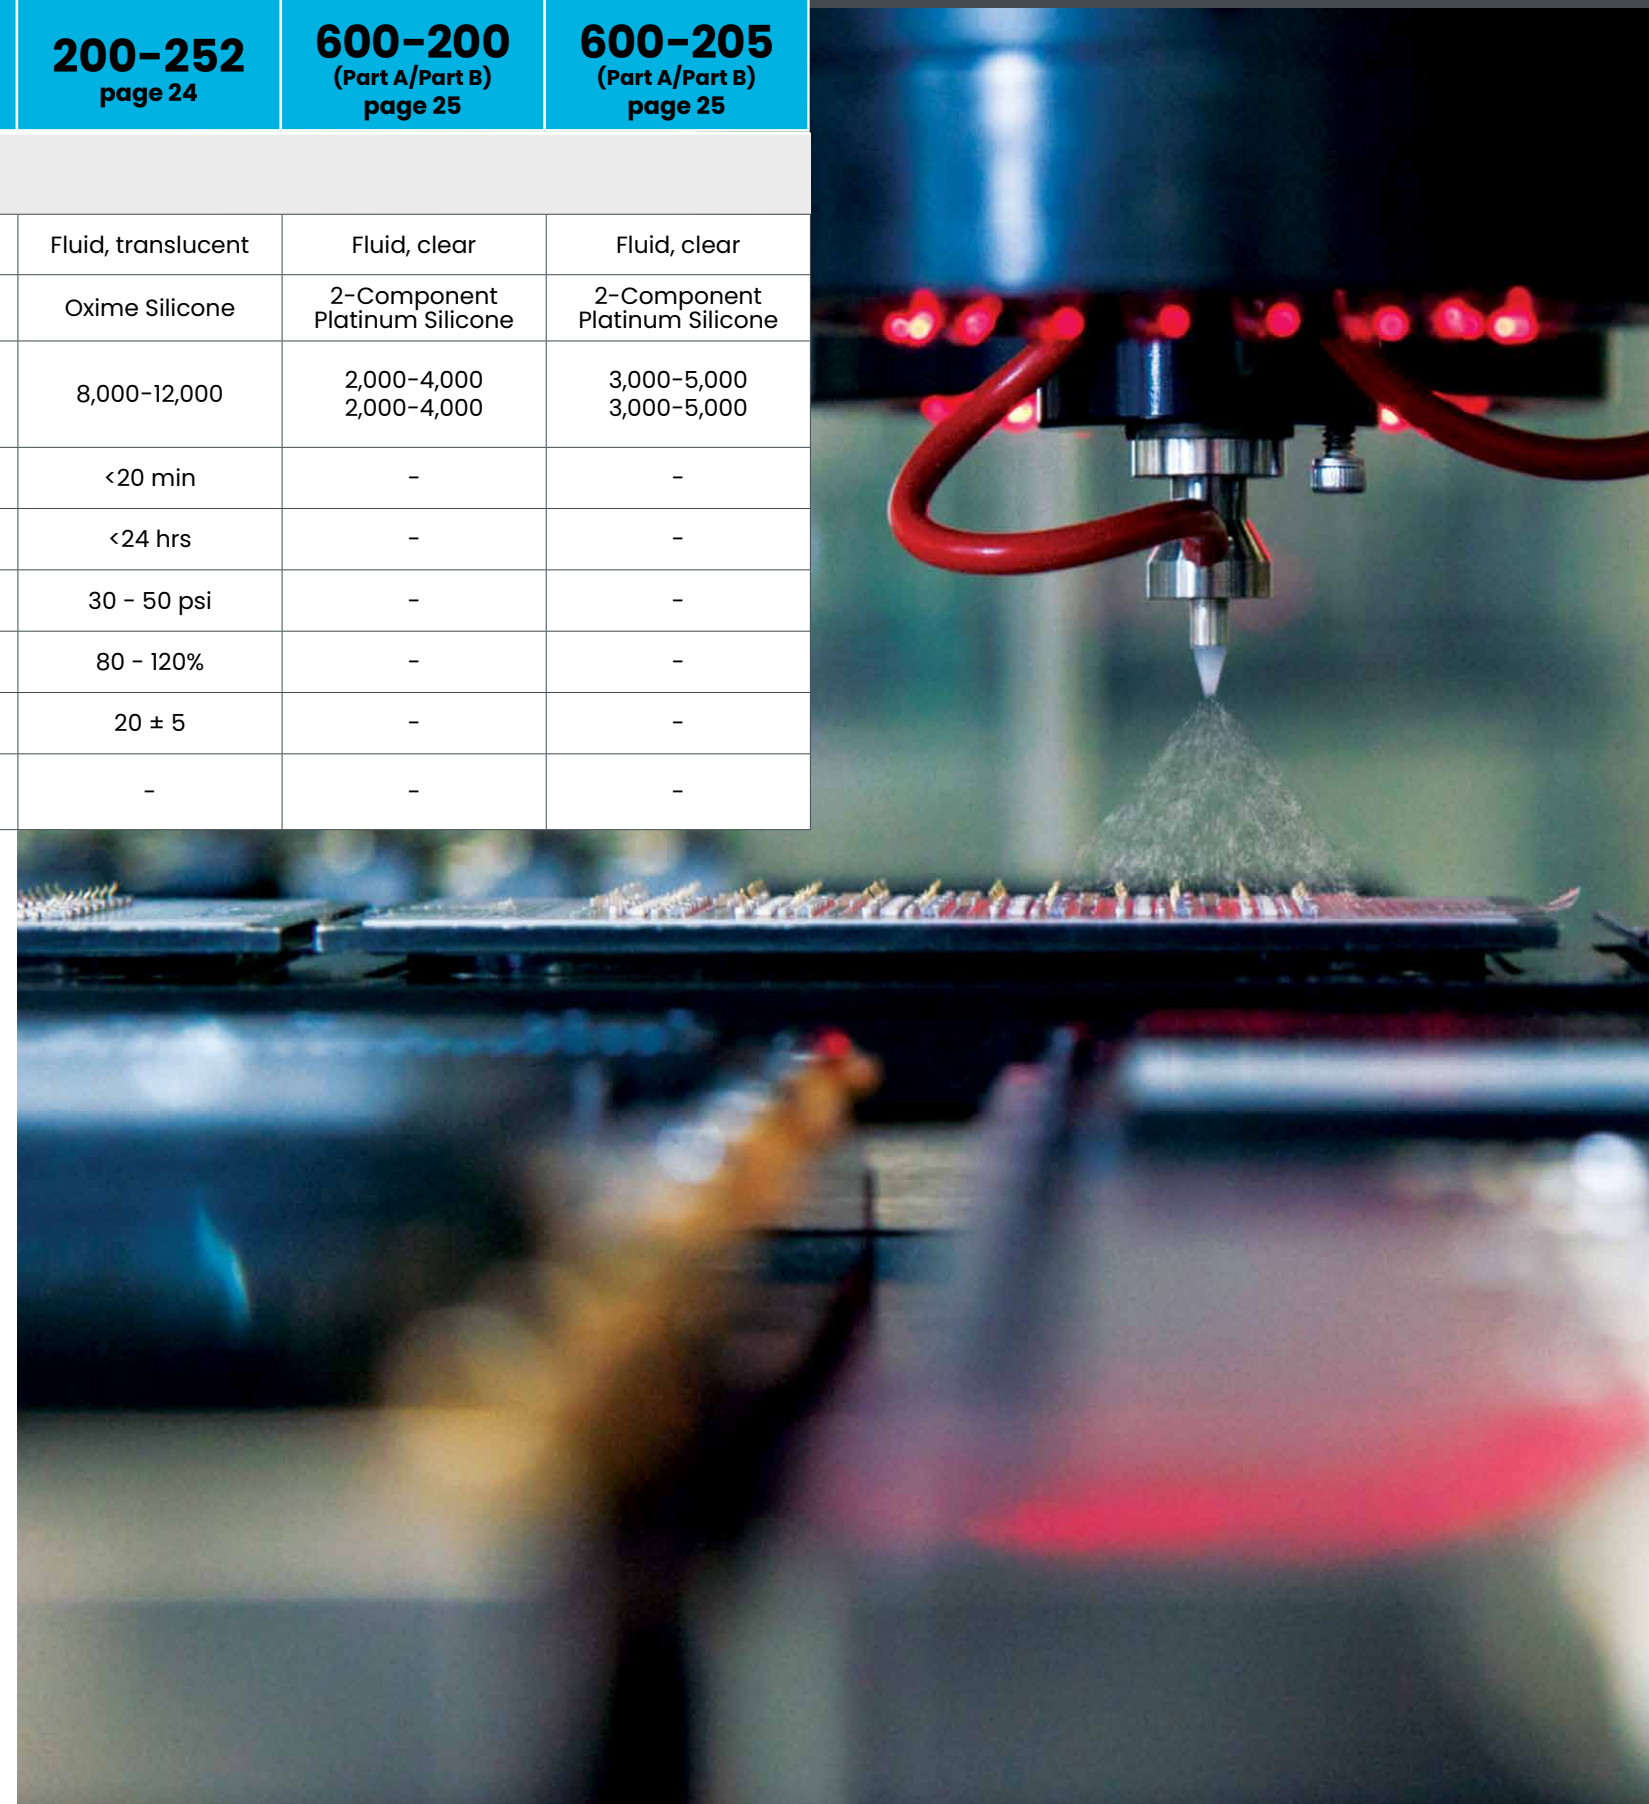 200-252
page 24
600-200
(Part A/Part B)
page 25
600-205
(Part A/Part B)
page 25
Fluid, translucent
Fluid, clear
Fluid, clear
Oxime Silicone
2-Component
Platinum Silicone
2-Component
Platinum Silicone
8,000-12,000
2,000-4,000
2,000-4,000
3,000-5,000
3,000-5,000
<20 min
-
-
<24 hrs
-
-
30 - 50 psi
-
-
80 - 120%
-
-
20 ± 5
-
-
-
-
-